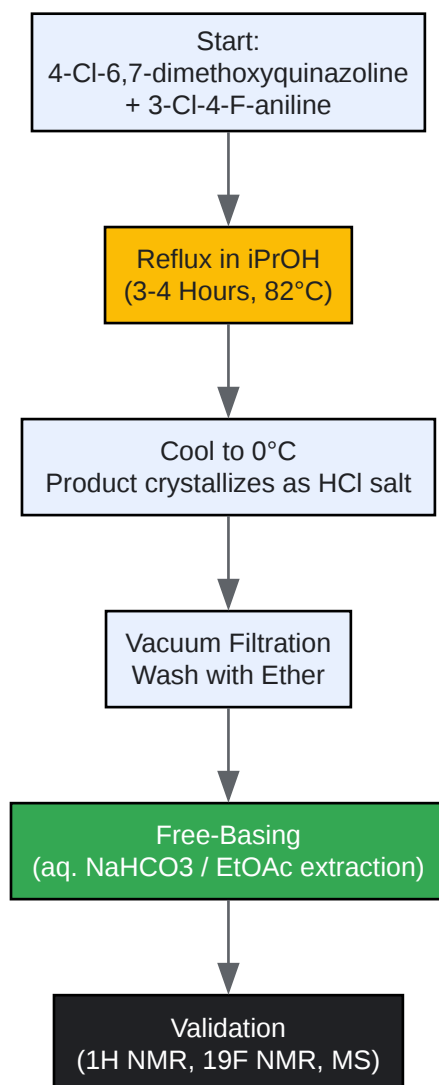 Start:
4-Cl-6,7-dimethoxyquinazoline
+ 3-Cl-4-F-aniline
Reflux in iPrOH
(3-4 Hours, 82°C)
Cool to 0°C
Product crystallizes as HCl salt
Vacuum Filtration
Wash with Ether
Free-Basing
(aq. NaHCO3 / EtOAc extraction)
Validation
(1H NMR, 19F NMR, MS)